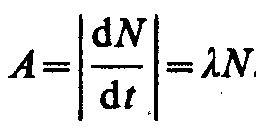 A = |dN/dt| = λN.